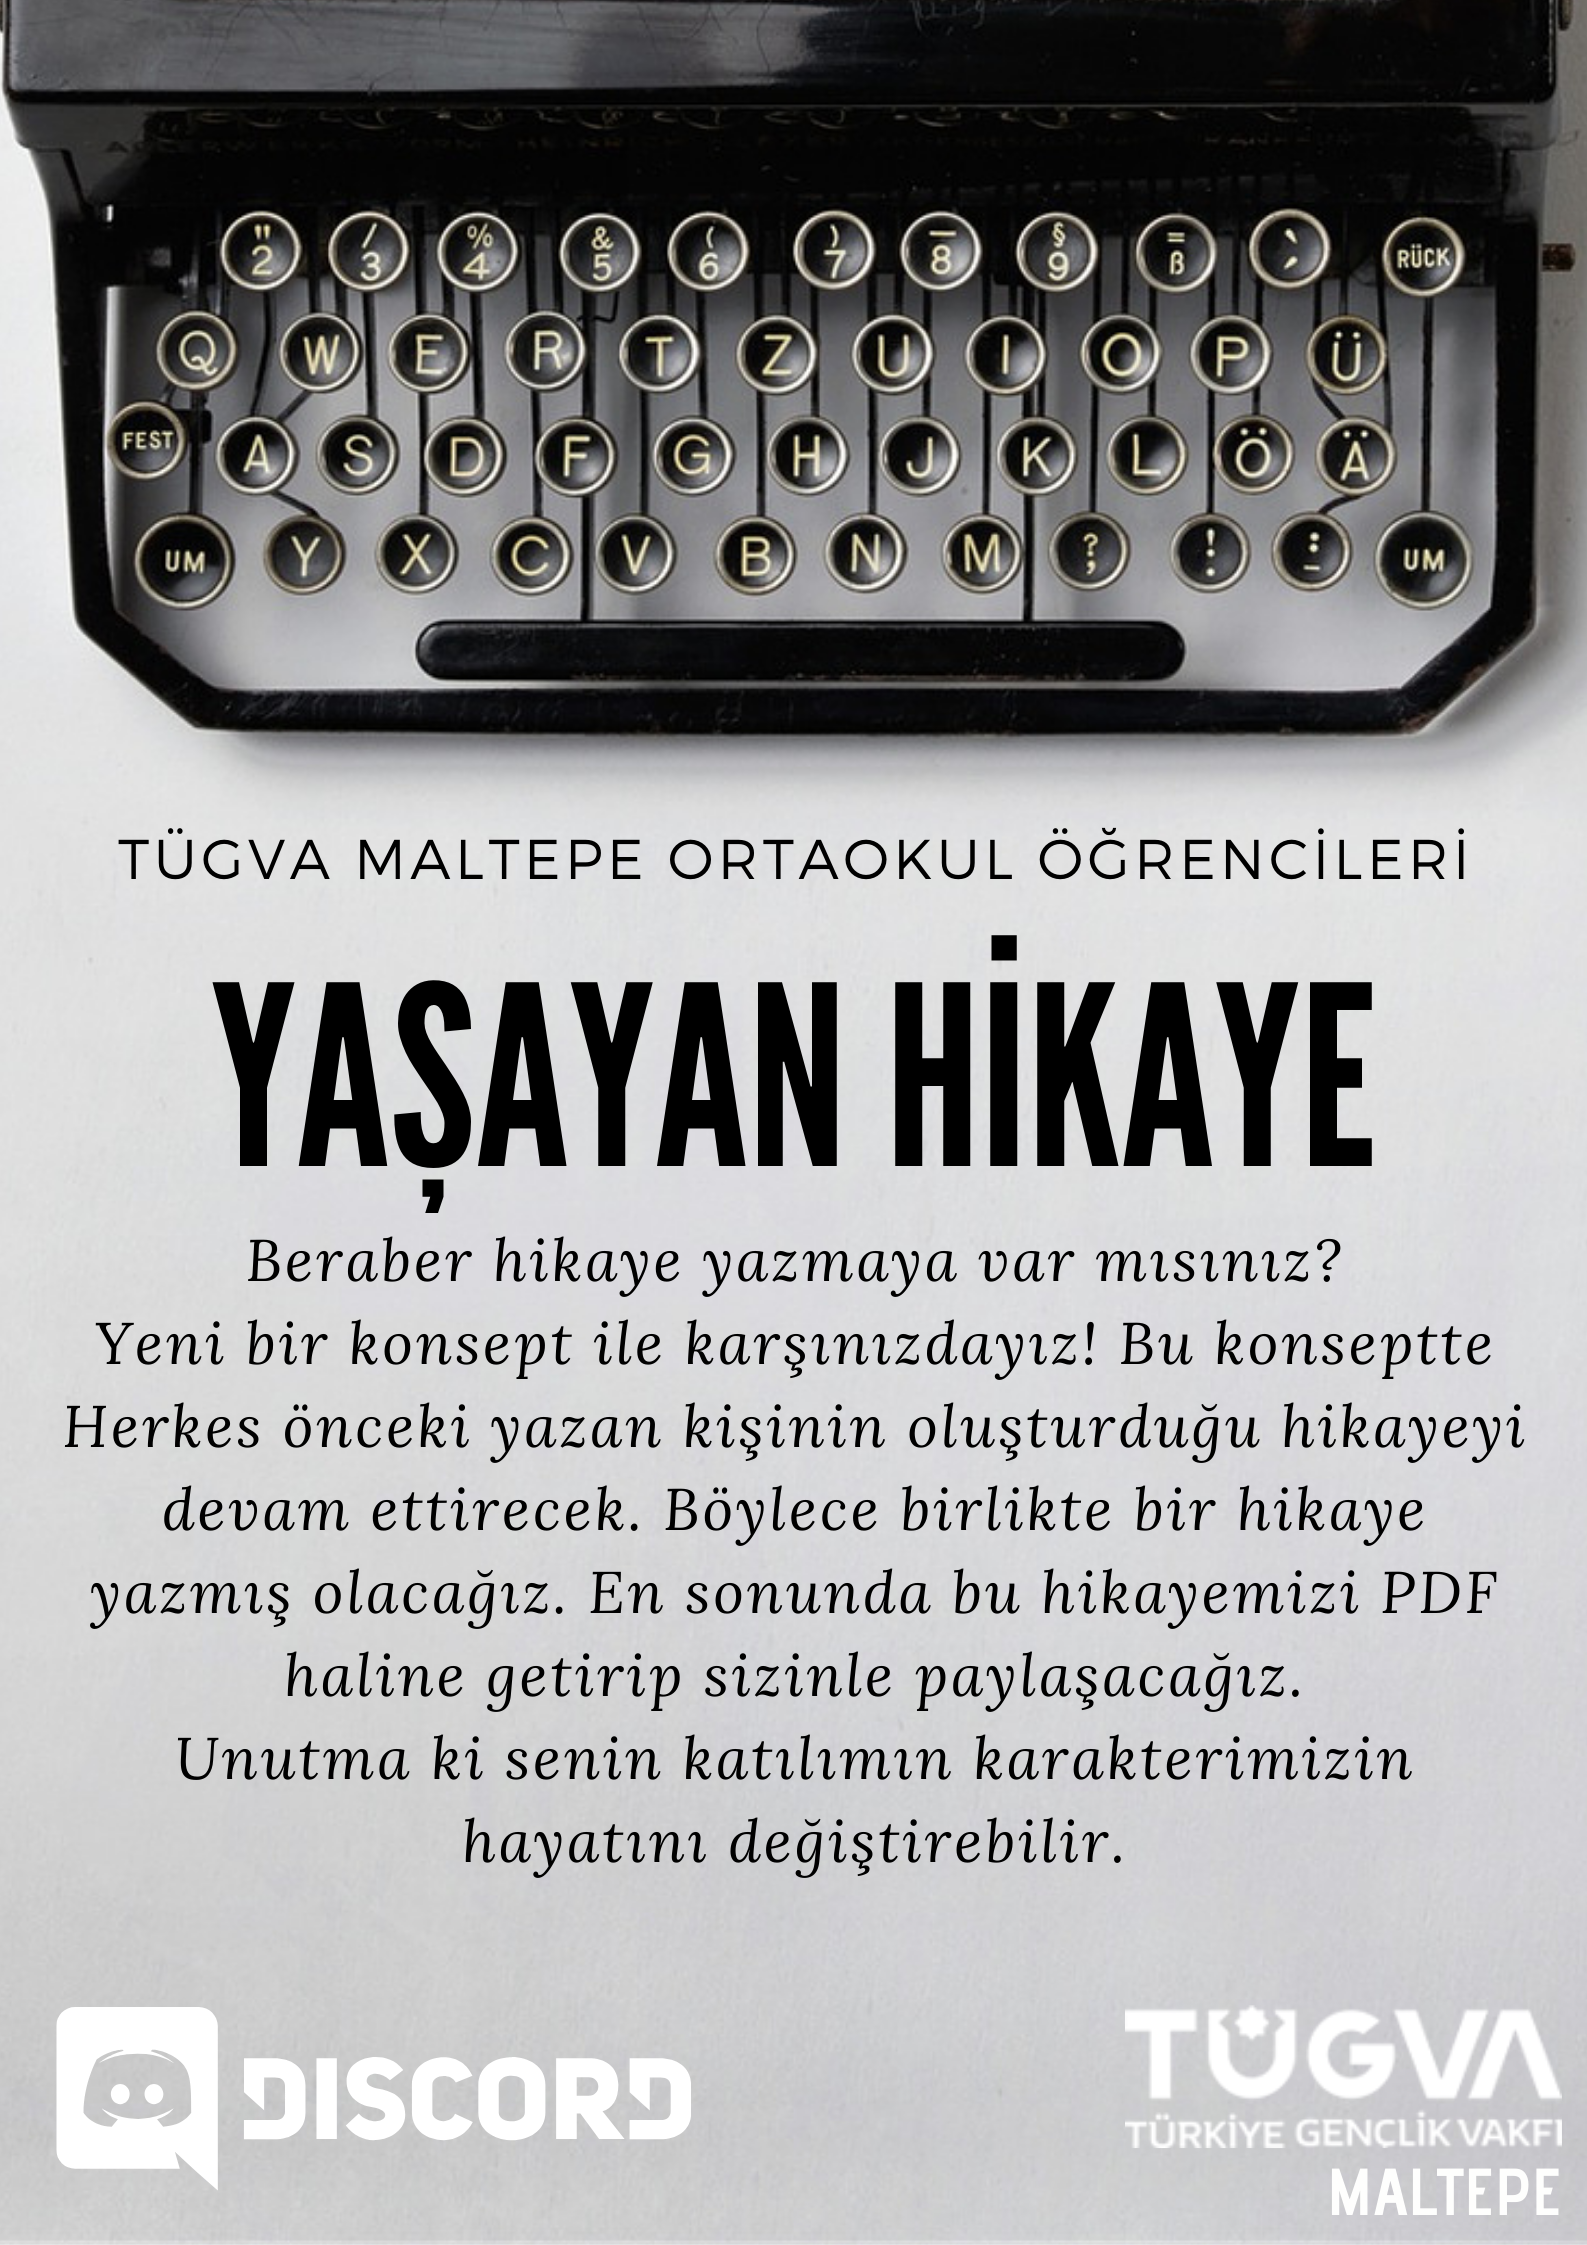 " 2 / 3 % 4 & 5 ( 6 ) 7 _ 8 § 9 = ß RÜCK
Q W E R T Z U I O P Ü
FEST A S D F G H J K L Ö Ä
UM Y X C V B N M ? ; ! . : - UM
TÜGVA MALTEPE ORTAOKUL ÖĞRENCİLERİ
YAŞAYAN HİKAYE
Beraber hikaye yazmaya var mısınız?
Yeni bir konsept ile karşınızdayız! Bu konseptte
Herkes önceki yazan kişinin oluşturduğu hikayeyi
devam ettirecek. Böylece birlikte bir hikaye
yazmış olacağız. En sonunda bu hikayemizi PDF
haline getirip sizinle paylaşacağız.
Unutma ki senin katılımın karakterimizin
hayatını değiştirebilir.
DISCORD
TÜGVA
TÜRKİYE GENÇLİK VAKFI
MALTEPE